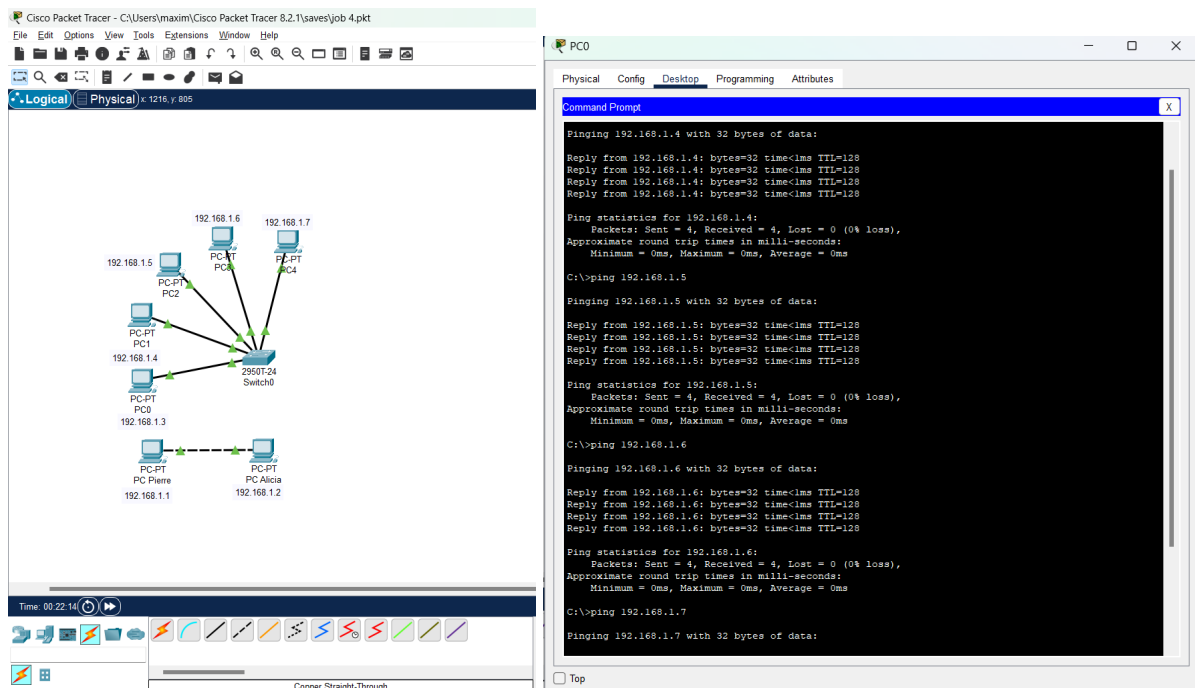 Cisco Packet Tracer - C:\Users\maxim\Cisco Packet Tracer 8.2.1\saves\job 4.pkt
File Edit Options View Tools Extensions Window Help
Logical Physical x: 1216, y: 805
192.168.1.6
192.168.1.7
PC-PT
PC-PT
PC4
192.168.1.5
PC-PT
PC2
PC-PT
PC1
192.168.1.4
2950T-24
Switch0
PC-PT
PC0
192.168.1.3
PC-PT
PC Pierre
192.168.1.1
PC-PT
PC Alicia
192.168.1.2
Time: 00:22:14
Copper Straight-Through
PC0
Physical Config Desktop Programming Attributes
Command Prompt
X
Pinging 192.168.1.4 with 32 bytes of data:
Reply from 192.168.1.4: bytes=32 time<1ms TTL=128
Reply from 192.168.1.4: bytes=32 time<1ms TTL=128
Reply from 192.168.1.4: bytes=32 time<1ms TTL=128
Reply from 192.168.1.4: bytes=32 time<1ms TTL=128
Ping statistics for 192.168.1.4:
Packets: Sent = 4, Received = 4, Lost = 0 (0% loss),
Approximate round trip times in milli-seconds:
Minimum = 0ms, Maximum = 0ms, Average = 0ms
C:\>ping 192.168.1.5
Pinging 192.168.1.5 with 32 bytes of data:
Reply from 192.168.1.5: bytes=32 time<1ms TTL=128
Reply from 192.168.1.5: bytes=32 time<1ms TTL=128
Reply from 192.168.1.5: bytes=32 time<1ms TTL=128
Reply from 192.168.1.5: bytes=32 time<1ms TTL=128
Ping statistics for 192.168.1.5:
Packets: Sent = 4, Received = 4, Lost = 0 (0% loss),
Approximate round trip times in milli-seconds:
Minimum = 0ms, Maximum = 0ms, Average = 0ms
C:\>ping 192.168.1.6
Pinging 192.168.1.6 with 32 bytes of data:
Reply from 192.168.1.6: bytes=32 time<1ms TTL=128
Reply from 192.168.1.6: bytes=32 time<1ms TTL=128
Reply from 192.168.1.6: bytes=32 time<1ms TTL=128
Reply from 192.168.1.6: bytes=32 time<1ms TTL=128
Ping statistics for 192.168.1.6:
Packets: Sent = 4, Received = 4, Lost = 0 (0% loss),
Approximate round trip times in milli-seconds:
Minimum = 0ms, Maximum = 0ms, Average = 0ms
C:\>ping 192.168.1.7
Pinging 192.168.1.7 with 32 bytes of data:
Top